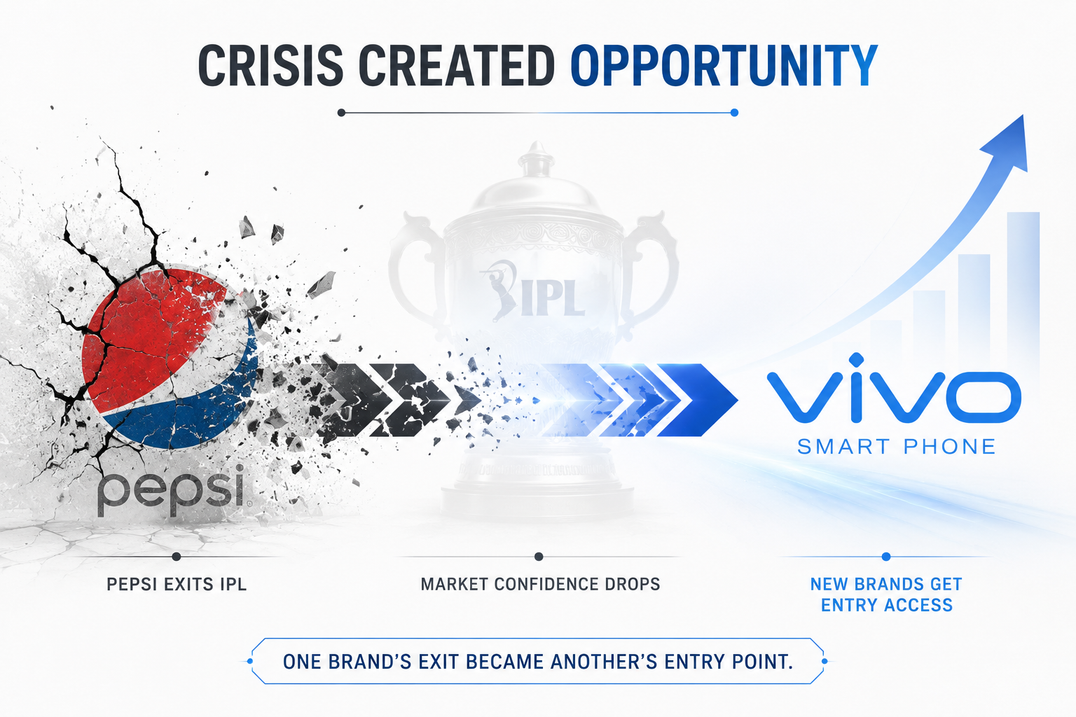 CRISIS CREATED OPPORTUNITY
IPL
vivo
SMART PHONE
pepsi
PEPSI EXITS IPL
MARKET CONFIDENCE DROPS
NEW BRANDS GET
ENTRY ACCESS
ONE BRAND'S EXIT BECAME ANOTHER'S ENTRY POINT.